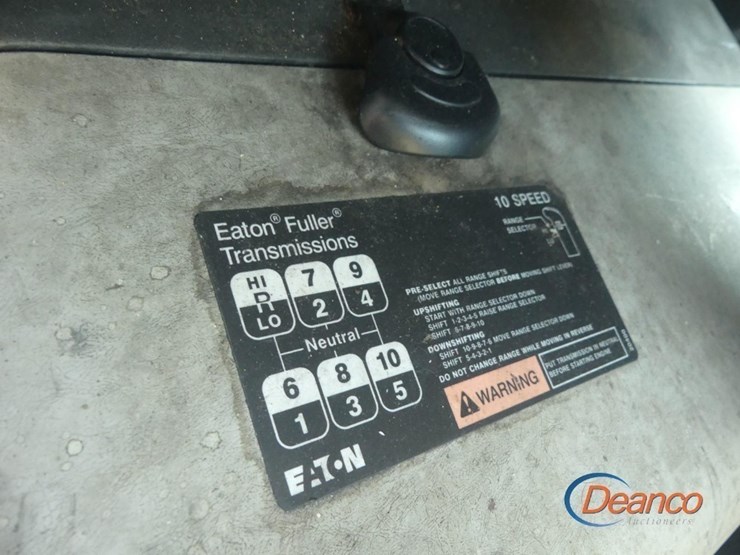 Eaton® Fuller®
Transmissions
10 SPEED
RANGE
SELECTOR
HI
R
LO
7
2
9
4
Neutral
6
1
8
3
10
5
PRE-SELECT ALL RANGE SHIFTS
(MOVE RANGE SELECTOR BEFORE MOVING SHIFT LEVER)
UPSHIFTING
START WITH RANGE SELECTOR DOWN
SHIFT 1-2-3-4-5 RAISE RANGE SELECTOR
SHIFT 6-7-8-9-10
DOWNSHIFTING
SHIFT 10-9-8-7-6 MOVE RANGE SELECTOR DOWN
SHIFT 5-4-3-2-1
DO NOT CHANGE RANGE WHILE MOVING IN REVERSE
WARNING
PUT TRANSMISSION IN NEUTRAL
BEFORE STARTING ENGINE
EATON
Deanco
Auctioneers